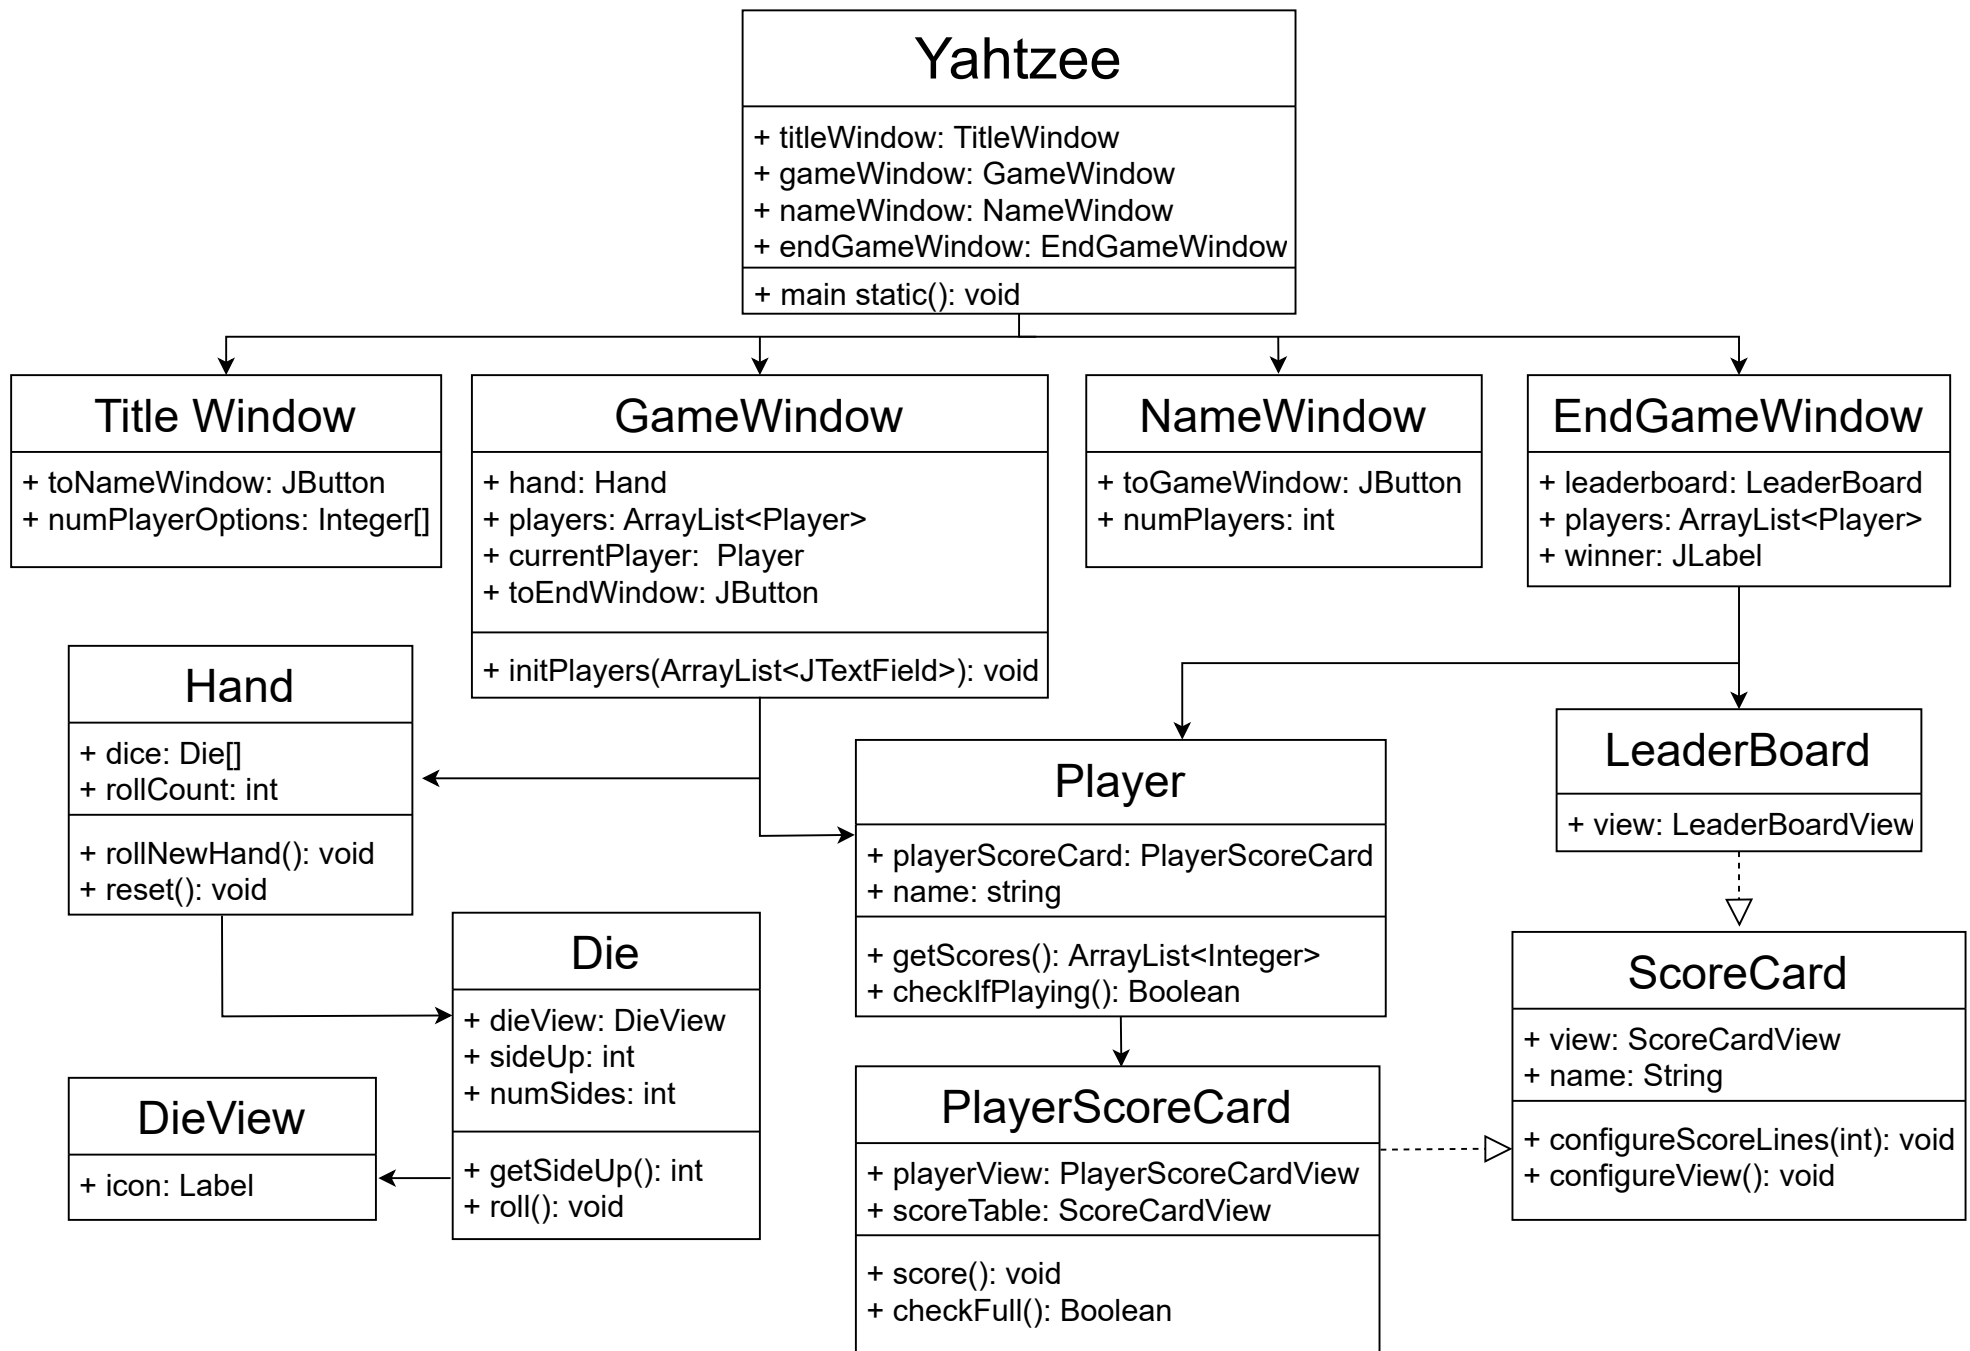 Yahtzee
+ titleWindow: TitleWindow
+ gameWindow: GameWindow
+ nameWindow: NameWindow
+ endGameWindow: EndGameWindow
+ main static(): void
Title Window
+ toNameWindow: JButton
+ numPlayerOptions: Integer[]
GameWindow
+ hand: Hand
+ players: ArrayList<Player>
+ currentPlayer:  Player
+ toEndWindow: JButton
+ initPlayers(ArrayList<JTextField>): void
NameWindow
+ toGameWindow: JButton
+ numPlayers: int
EndGameWindow
+ leaderboard: LeaderBoard
+ players: ArrayList<Player>
+ winner: JLabel
Hand
+ dice: Die[]
+ rollCount: int
+ rollNewHand(): void
+ reset(): void
Player
+ playerScoreCard: PlayerScoreCard
+ name: string
+ getScores(): ArrayList<Integer>
+ checkIfPlaying(): Boolean
LeaderBoard
+ view: LeaderBoardView
Die
+ dieView: DieView
+ sideUp: int
+ numSides: int
+ getSideUp(): int
+ roll(): void
ScoreCard
+ view: ScoreCardView
+ name: String
+ configureScoreLines(int): void
+ configureView(): void
DieView
+ icon: Label
PlayerScoreCard
+ playerView: PlayerScoreCardView
+ scoreTable: ScoreCardView
+ score(): void
+ checkFull(): Boolean